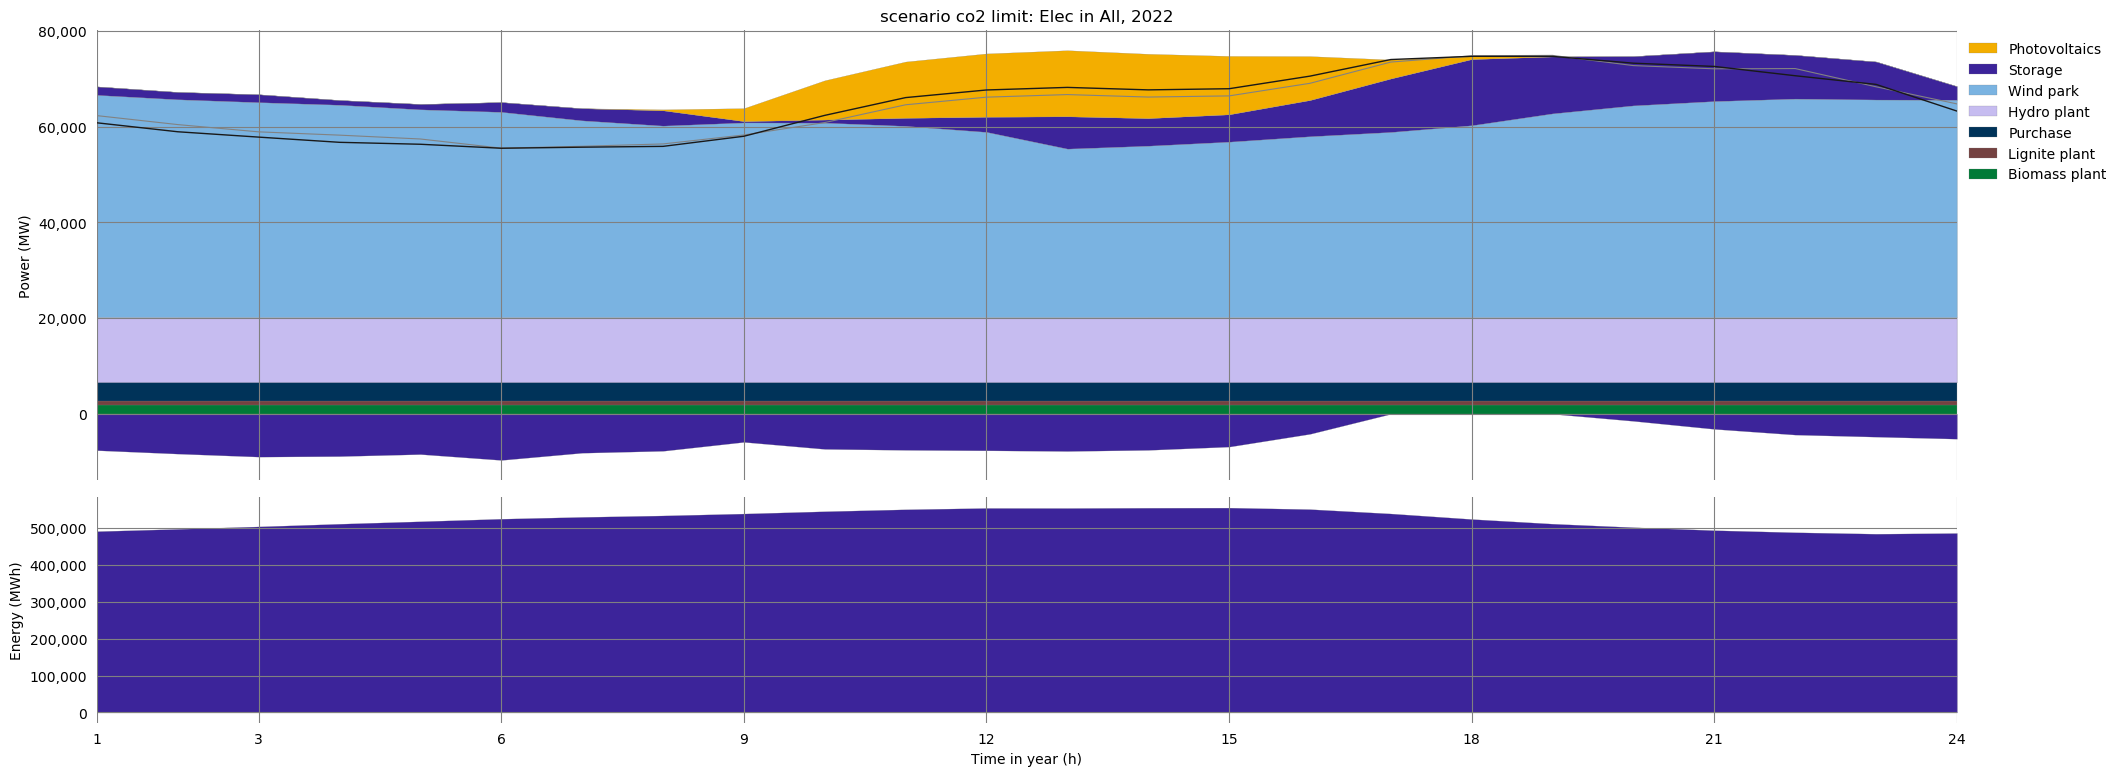 scenario co2 limit: Elec in All, 2022
80,000
60,000
40,000
20,000
0
Power (MW)
Photovoltaics
Storage
Wind park
Hydro plant
Purchase
Lignite plant
Biomass plant
500,000
400,000
300,000
200,000
100,000
0
Energy (MWh)
1 3 6 9 12 15 18 21 24
Time in year (h)